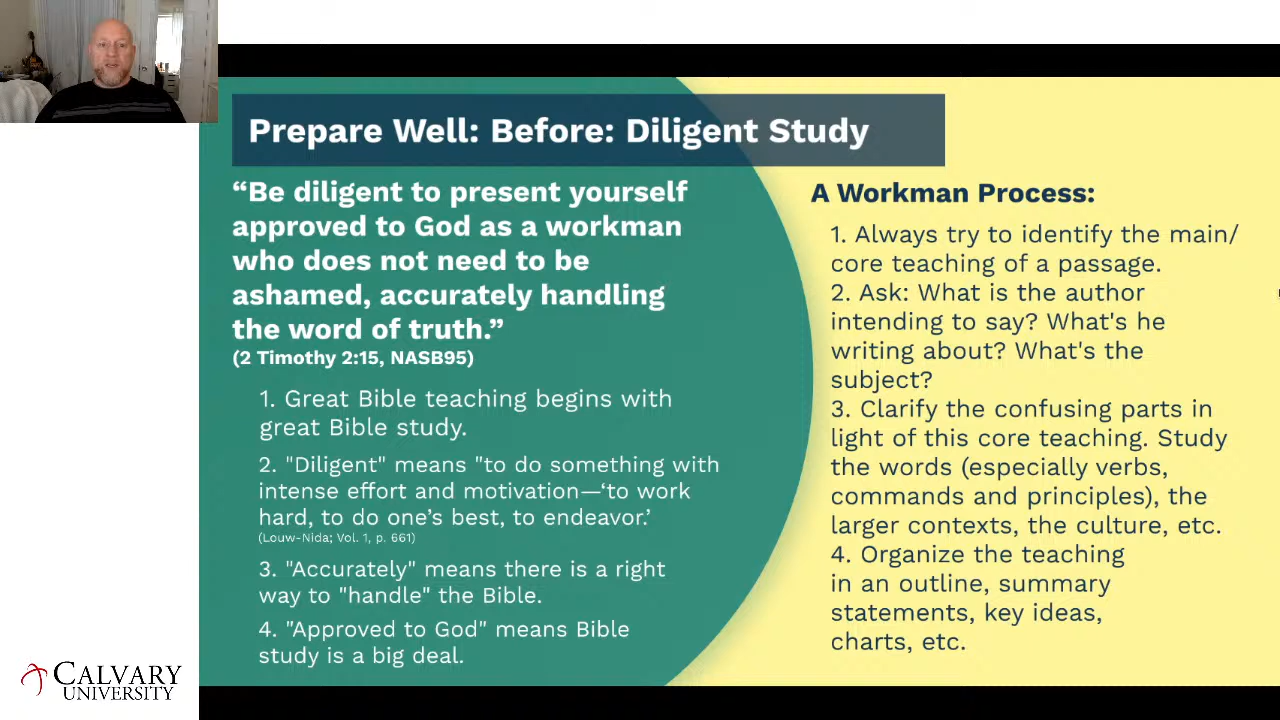 Prepare Well: Before: Diligent Study
“Be diligent to present yourself
approved to God as a workman
who does not need to be
ashamed, accurately handling
the word of truth.”
(2 Timothy 2:15, NASB95)
1. Great Bible teaching begins with
great Bible study.
2. "Diligent" means "to do something with
intense effort and motivation—‘to work
hard, to do one’s best, to endeavor.’
(Louw-Nida; Vol. 1, p. 661)
3. "Accurately" means there is a right
way to "handle" the Bible.
4. "Approved to God" means Bible
study is a big deal.
A Workman Process:
1. Always try to identify the main/
core teaching of a passage.
2. Ask: What is the author
intending to say? What's he
writing about? What's the
subject?
3. Clarify the confusing parts in
light of this core teaching. Study
the words (especially verbs,
commands and principles), the
larger contexts, the culture, etc.
4. Organize the teaching
in an outline, summary
statements, key ideas,
charts, etc.
CALVARY
UNIVERSITY